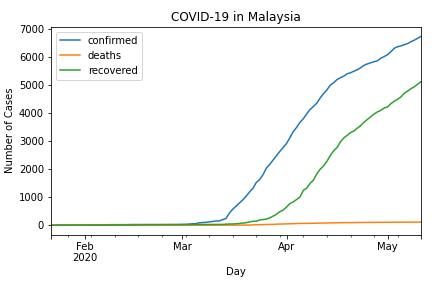 COVID-19 in Malaysia
7000
6000
5000
4000
3000
2000
1000
0
Number of Cases
confirmed
deaths
recovered
Feb
2020
Mar
Apr
May
Day